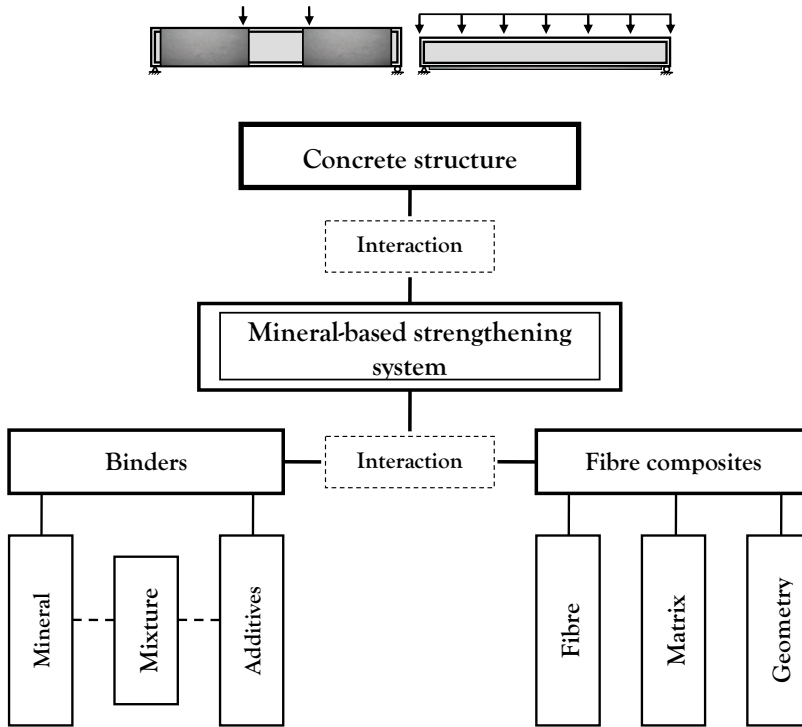 Concrete structure
Interaction
Mineral-based strengthening
system
Binders
Interaction
Fibre composites
Mineral
Mixture
Additives
Fibre
Matrix
Geometry